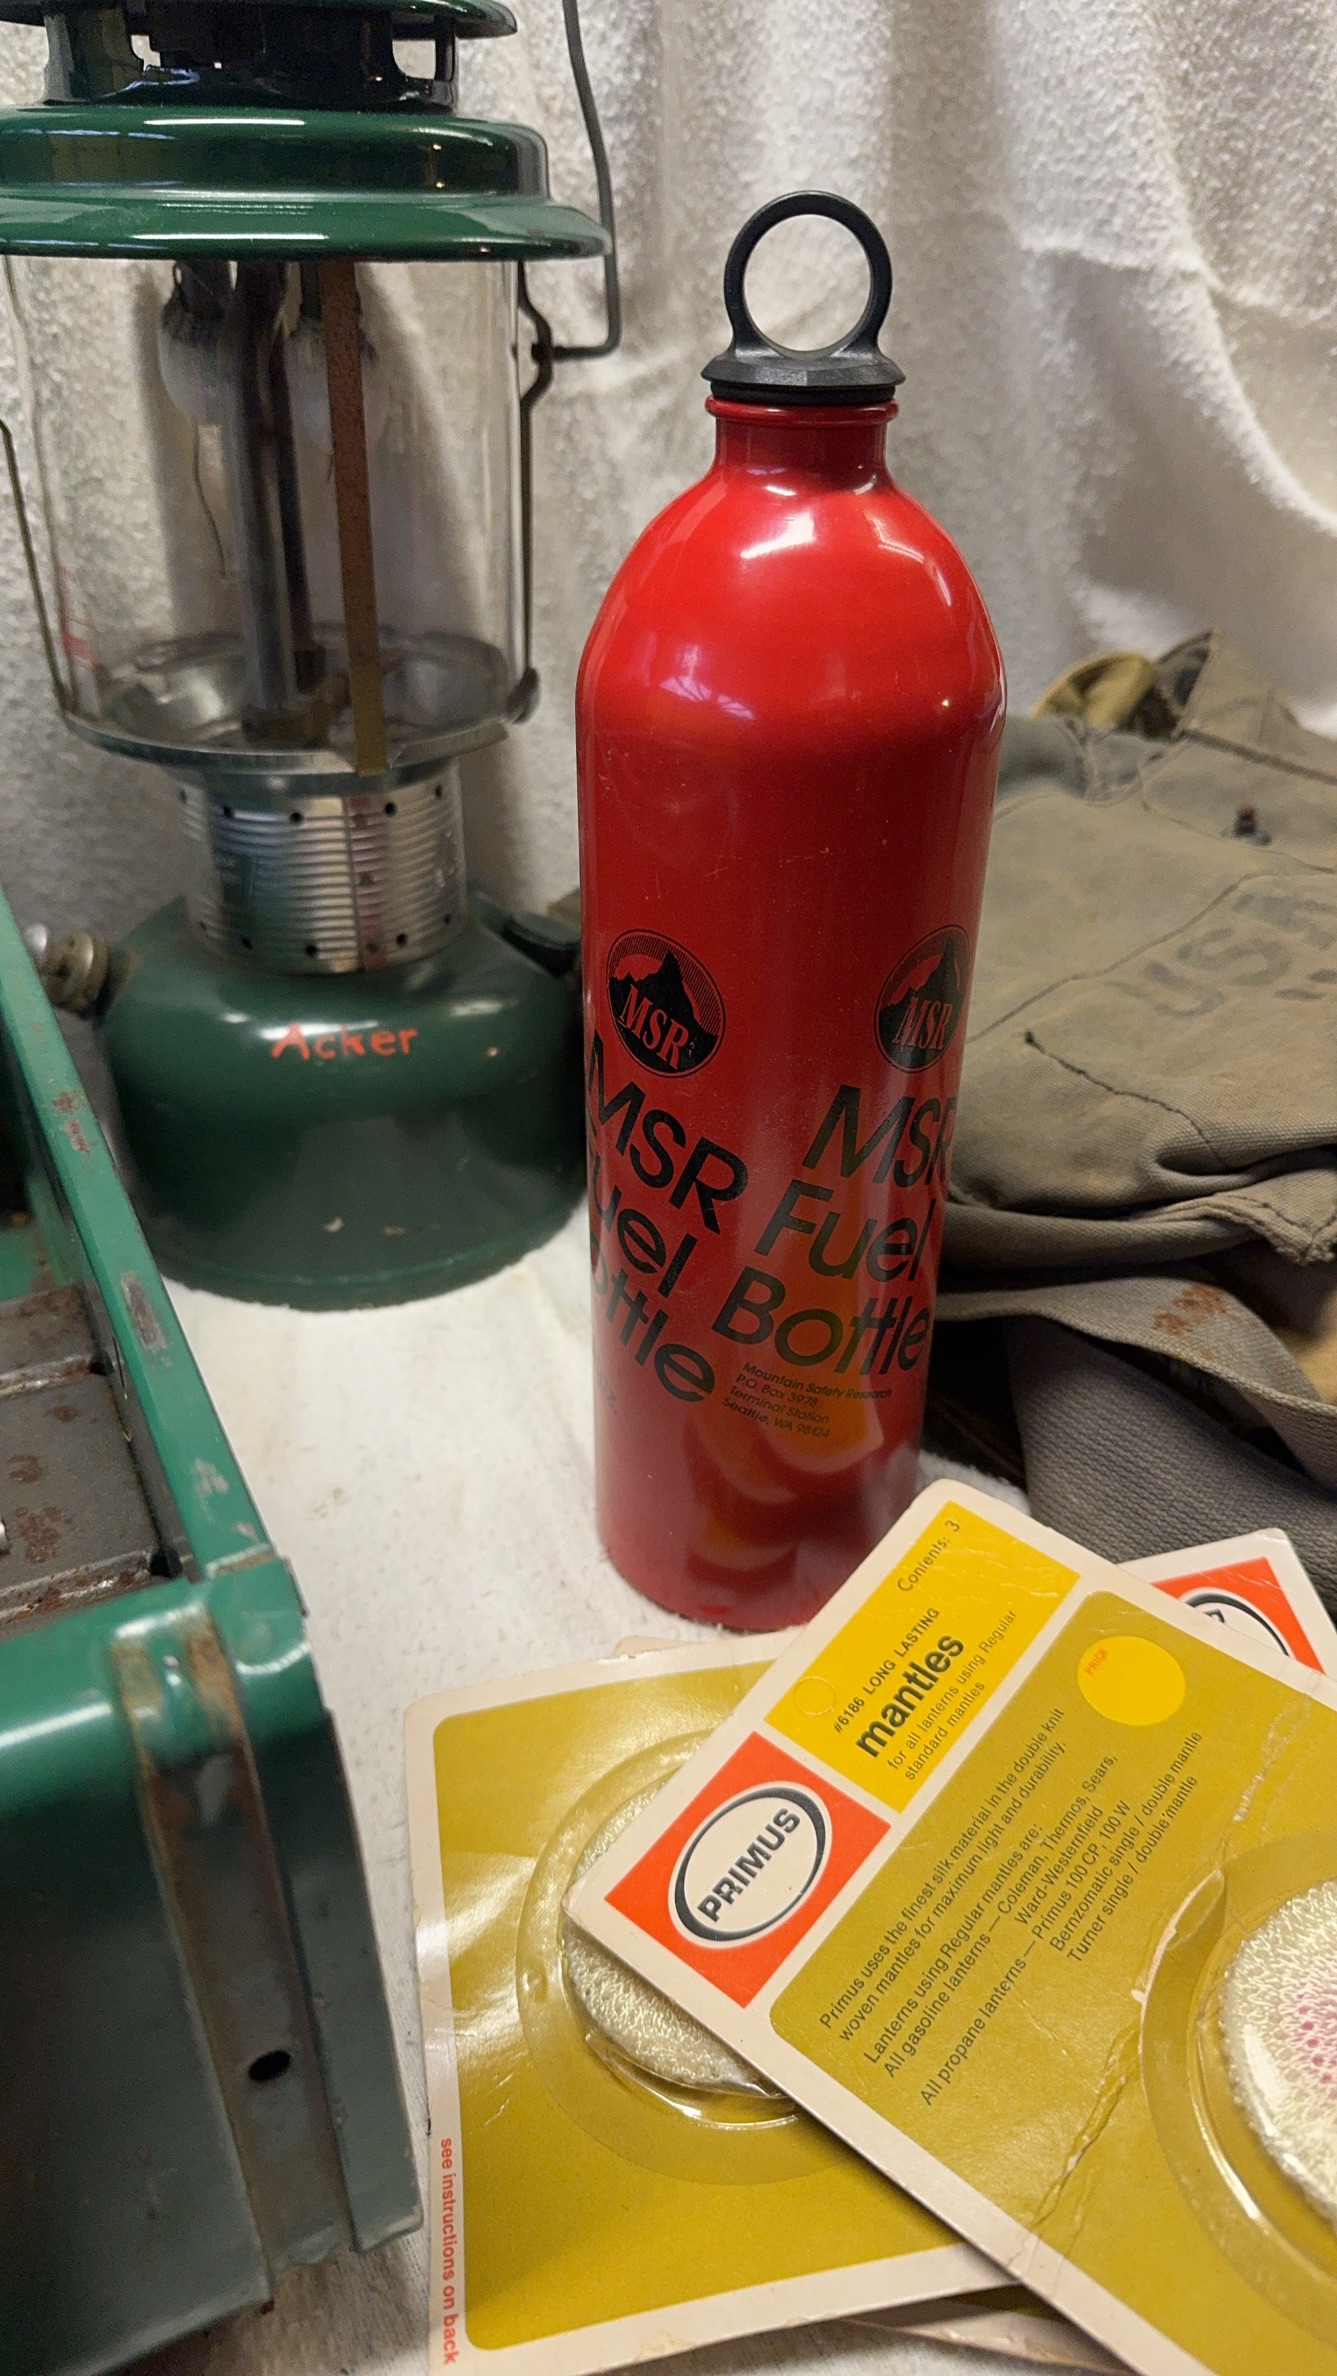 Acker
MSR
MSR
MSR
Fuel
Bottle
MSR
Fuel
Bottle
Mountain Safety Research
P.O. Box 3978
Terminal Station
Seattle, WA 98124
Contents: 3
#6186 LONG LASTING
mantles
for all lanterns using Regular
standard mantles
PRIMUS
PRICE
Primus uses the finest silk material in the double knit
woven mantles for maximum light and durability.
Lanterns using Regular mantles are:
All gasoline lanterns — Coleman, Thermos, Sears,
Ward-Westernfield
All propane lanterns — Primus 100 CP, 100 W
Bernzomatic single / double mantle
Turner single / double mantle
see instructions on back